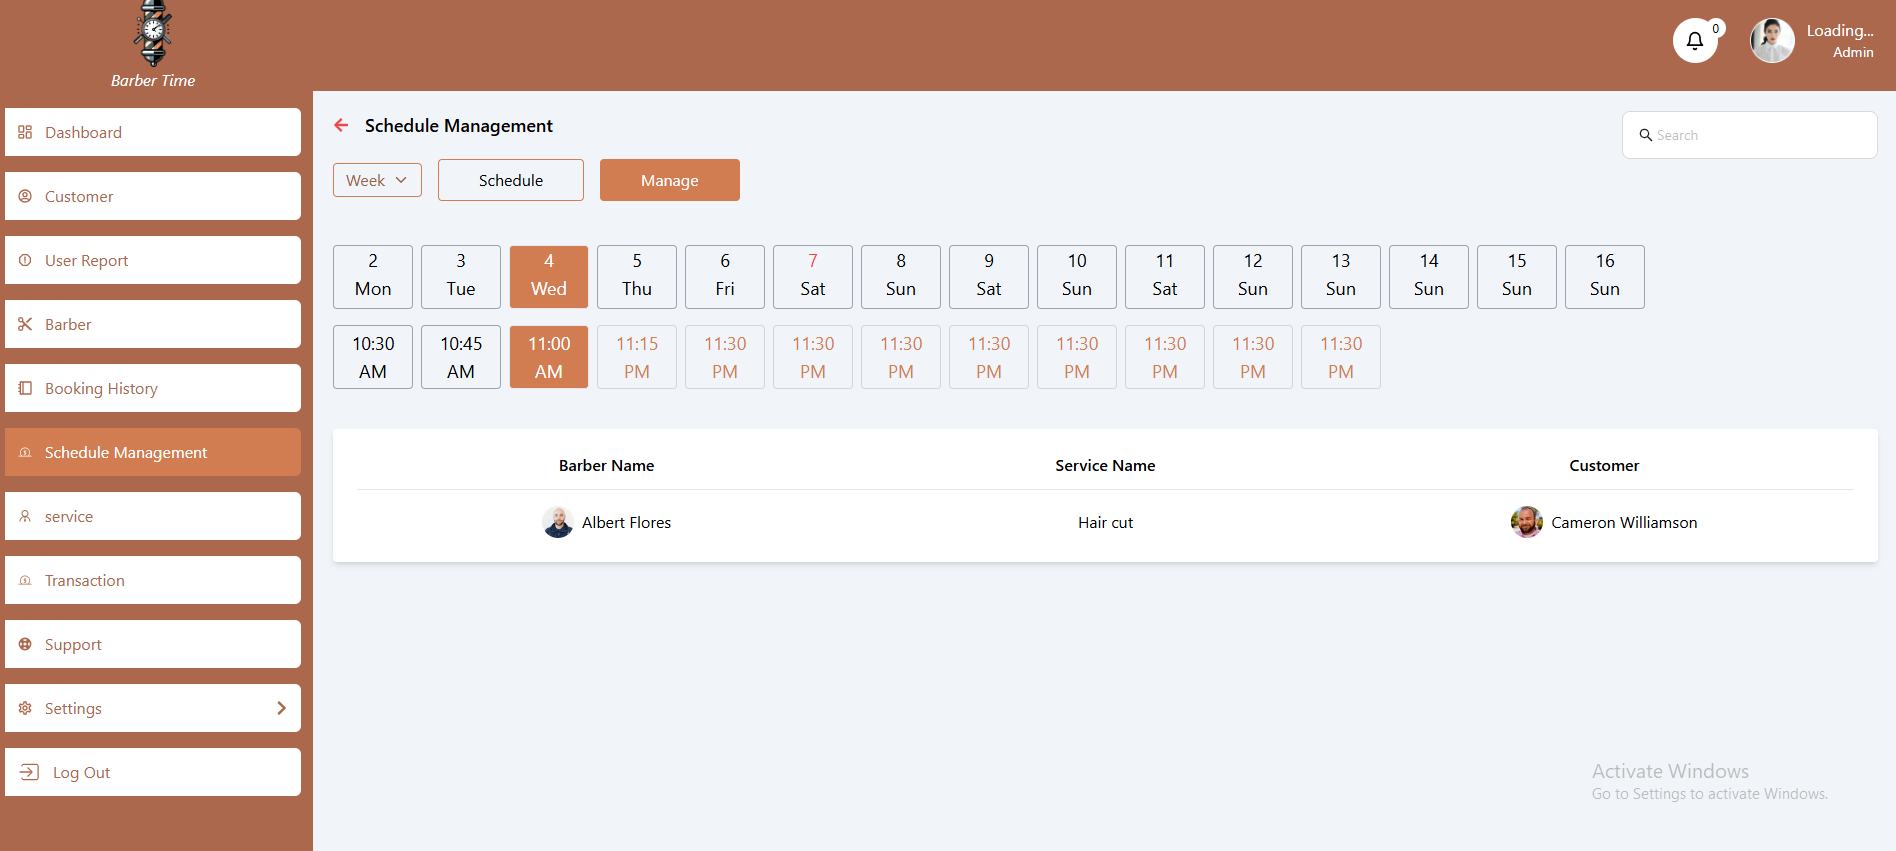 Barber Time
0
Loading...
Admin
Dashboard
Customer
User Report
Barber
Booking History
Schedule Management
service
Transaction
Support
Settings
Log Out
Schedule Management
Search
Week
Schedule
Manage
2 3 4 5 6 7 8 9 10 11 12 13 14 15 16
Mon Tue Wed Thu Fri Sat Sun Sat Sun Sat Sun Sun Sun Sun Sun
10:30 10:45 11:00 11:15 11:30 11:30 11:30 11:30 11:30 11:30 11:30 11:30
AM AM AM PM PM PM PM PM PM PM PM PM
Barber Name Service Name Customer
Albert Flores Hair cut Cameron Williamson
Activate Windows
Go to Settings to activate Windows.